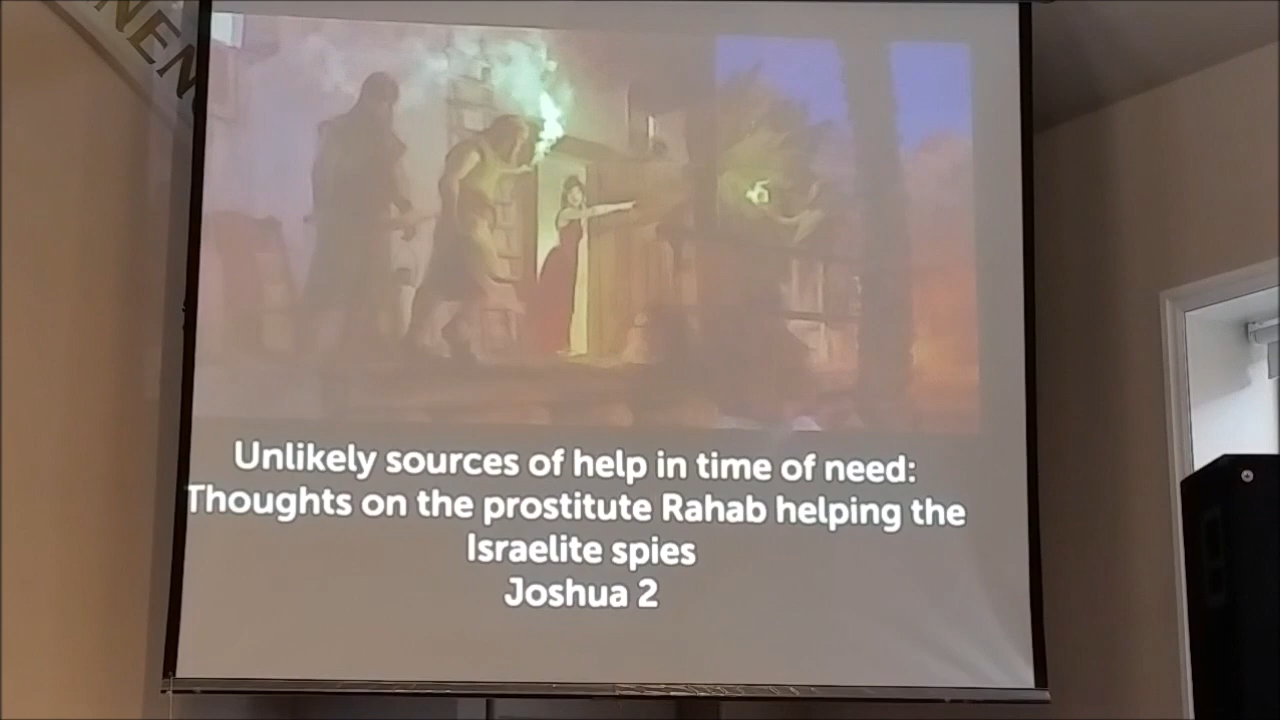 NEN
Unlikely sources of help in time of need:
Thoughts on the prostitute Rahab helping the
Israelite spies
Joshua 2